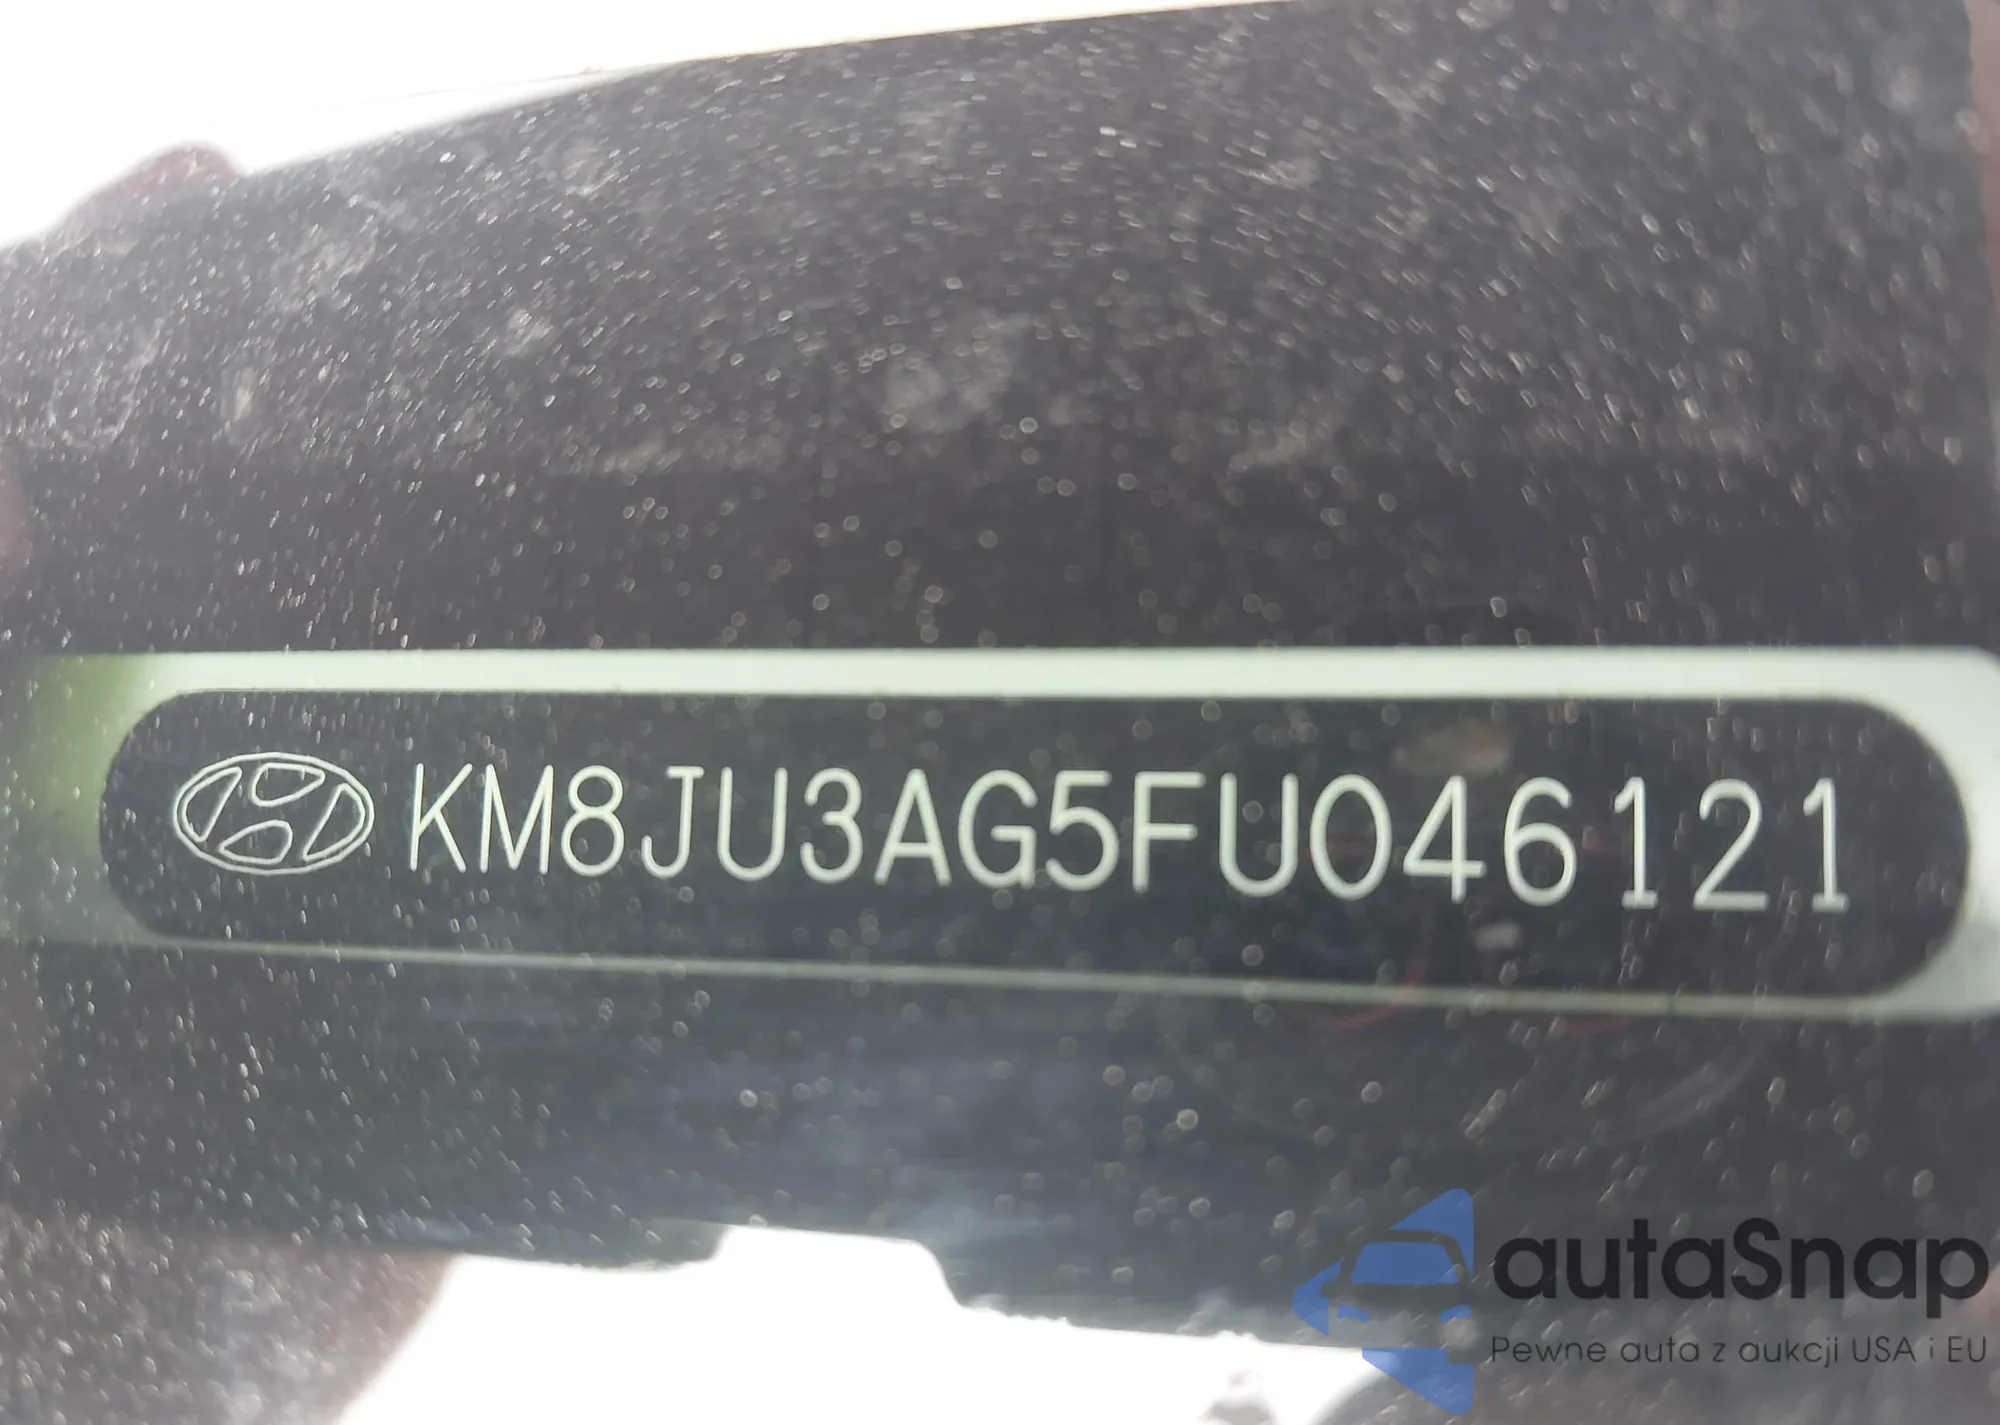 KM8JU3AG5FU046121
autaSnap
Pewne auta z aukcji USA i EU